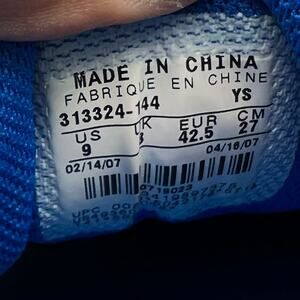 MADE IN CHINA
FABRIQUE EN CHINE
313324-144 YS
US UK EUR CM
9 8 42.5 27
02/14/07 04/16/07
UPC